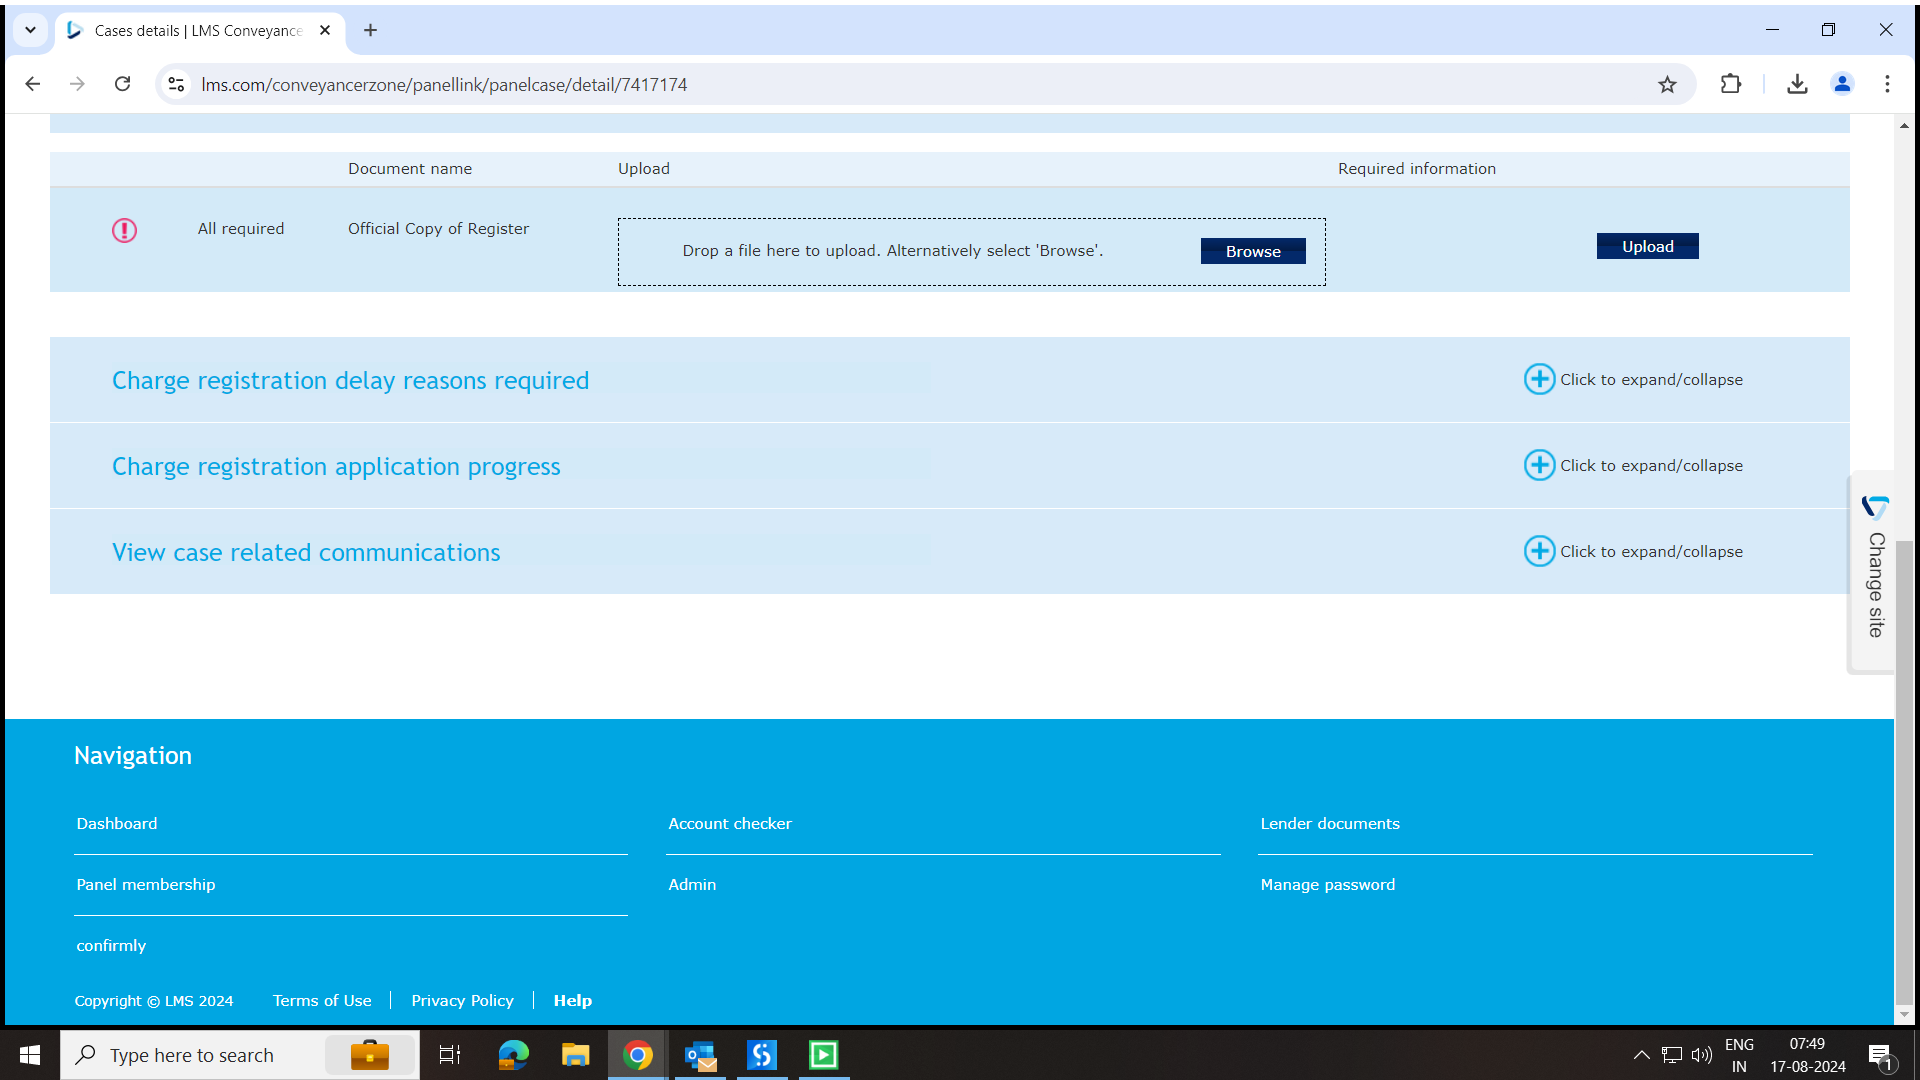 Cases details | LMS Conveyance
lms.com/conveyancerzone/panellink/panelcase/detail/7417174
Document name Upload Required information
All required Official Copy of Register Drop a file here to upload. Alternatively select 'Browse'. Browse Upload
Charge registration delay reasons required Click to expand/collapse
Charge registration application progress Click to expand/collapse
View case related communications Click to expand/collapse
Change site
Navigation
Dashboard Account checker Lender documents
Panel membership Admin Manage password
confirmly
Copyright © LMS 2024 Terms of Use Privacy Policy Help
Type here to search
ENG
IN
07:49
17-08-2024
1